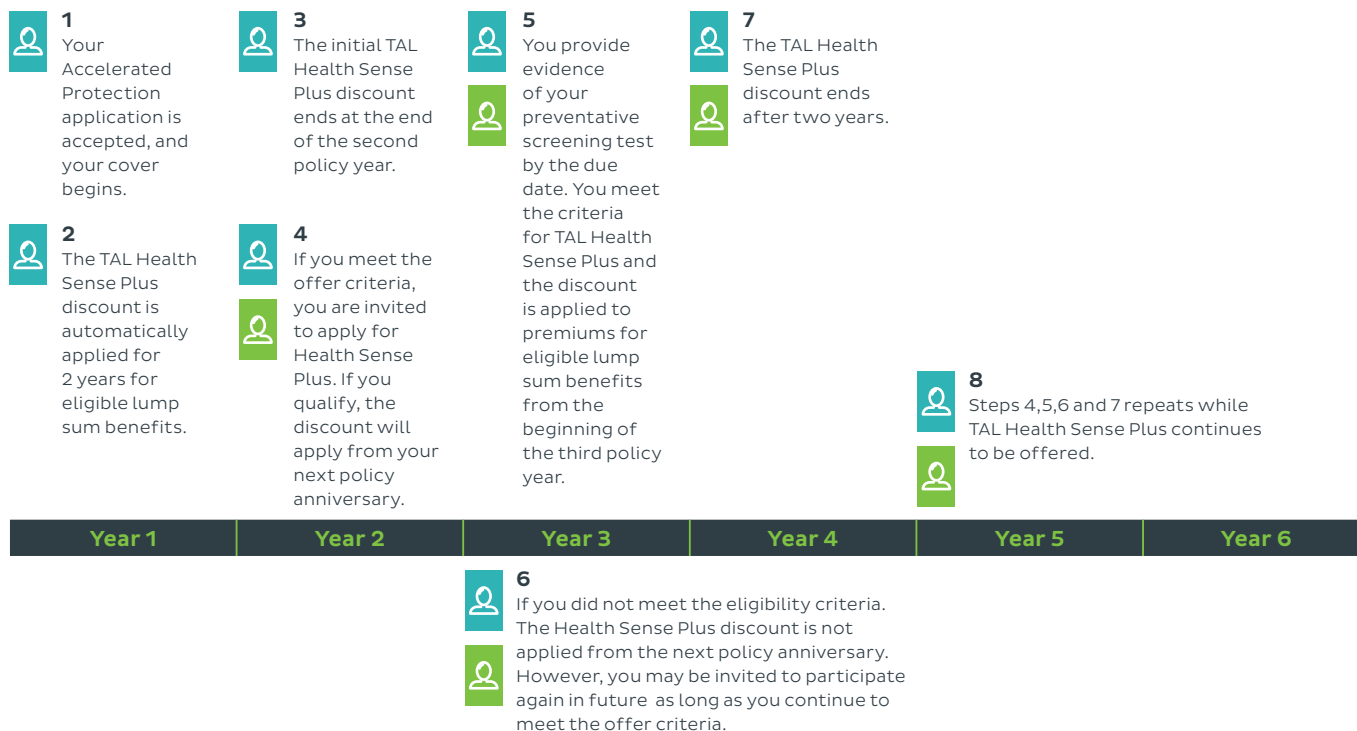 1
Your
Accelerated
Protection
application is
accepted, and
your cover
begins.
2
The TAL Health
Sense Plus
discount is
automatically
applied for
2 years for
eligible lump
sum benefits.
3
The initial TAL
Health Sense
Plus discount
ends at the end
of the second
policy year.
4
If you meet the
offer criteria,
you are invited
to apply for
Health Sense
Plus. If you
qualify, the
discount will
apply from your
next policy
anniversary.
5
You provide
evidence
of your
preventative
screening test
by the due
date. You meet
the criteria
for TAL Health
Sense Plus and
the discount
is applied to
premiums for
eligible lump
sum benefits
from the
beginning of
the third policy
year.
7
The TAL Health
Sense Plus
discount ends
after two years.
8
Steps 4,5,6 and 7 repeats while
TAL Health Sense Plus continues
to be offered.
Year 1
Year 2
Year 3
Year 4
Year 5
Year 6
6
If you did not meet the eligibility criteria.
The Health Sense Plus discount is not
applied from the next policy anniversary.
However, you may be invited to participate
again in future as long as you continue to
meet the offer criteria.